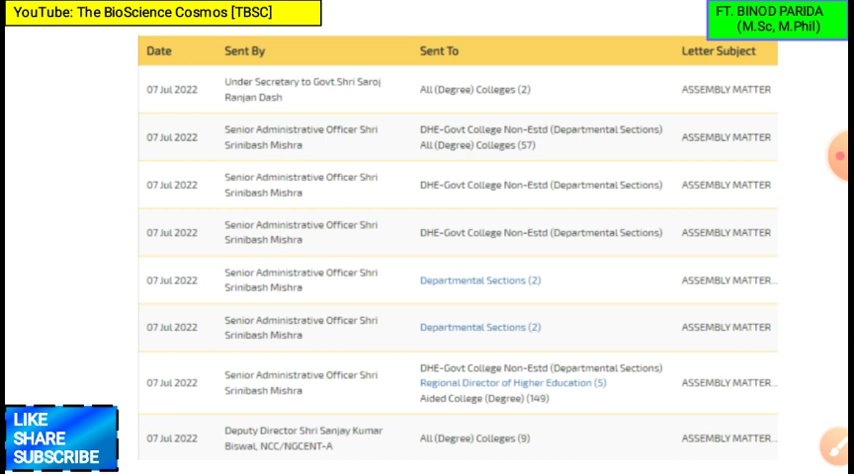 YouTube: The BioScience Cosmos [TBSC]
FT. BINOD PARIDA
(M.Sc, M.Phil)
Date Sent By Sent To Letter Subject
07 Jul 2022 Under Secretary to Govt.Shri Saroj
Ranjan Dash All (Degree) Colleges (2) ASSEMBLY MATTER
07 Jul 2022 Senior Administrative Officer Shri
Srinibash Mishra DHE-Govt College Non-Estd (Departmental Sections)
All (Degree) Colleges (57) ASSEMBLY MATTER
07 Jul 2022 Senior Administrative Officer Shri
Srinibash Mishra DHE-Govt College Non-Estd (Departmental Sections) ASSEMBLY MATTER
07 Jul 2022 Senior Administrative Officer Shri
Srinibash Mishra DHE-Govt College Non-Estd (Departmental Sections) ASSEMBLY MATTER
07 Jul 2022 Senior Administrative Officer Shri
Srinibash Mishra Departmental Sections (2) ASSEMBLY MATTER...
07 Jul 2022 Senior Administrative Officer Shri
Srinibash Mishra Departmental Sections (2) ASSEMBLY MATTER
07 Jul 2022 Senior Administrative Officer Shri
Srinibash Mishra DHE-Govt College Non-Estd (Departmental Sections)
Regional Director of Higher Education (5)
Aided College (Degree) (149) ASSEMBLY MATTER...
07 Jul 2022 Deputy Director Shri Sanjay Kumar
Biswal, NCC/NGCENT-A All (Degree) Colleges (9) ASSEMBLY MATTER...
LIKE
SHARE
SUBSCRIBE